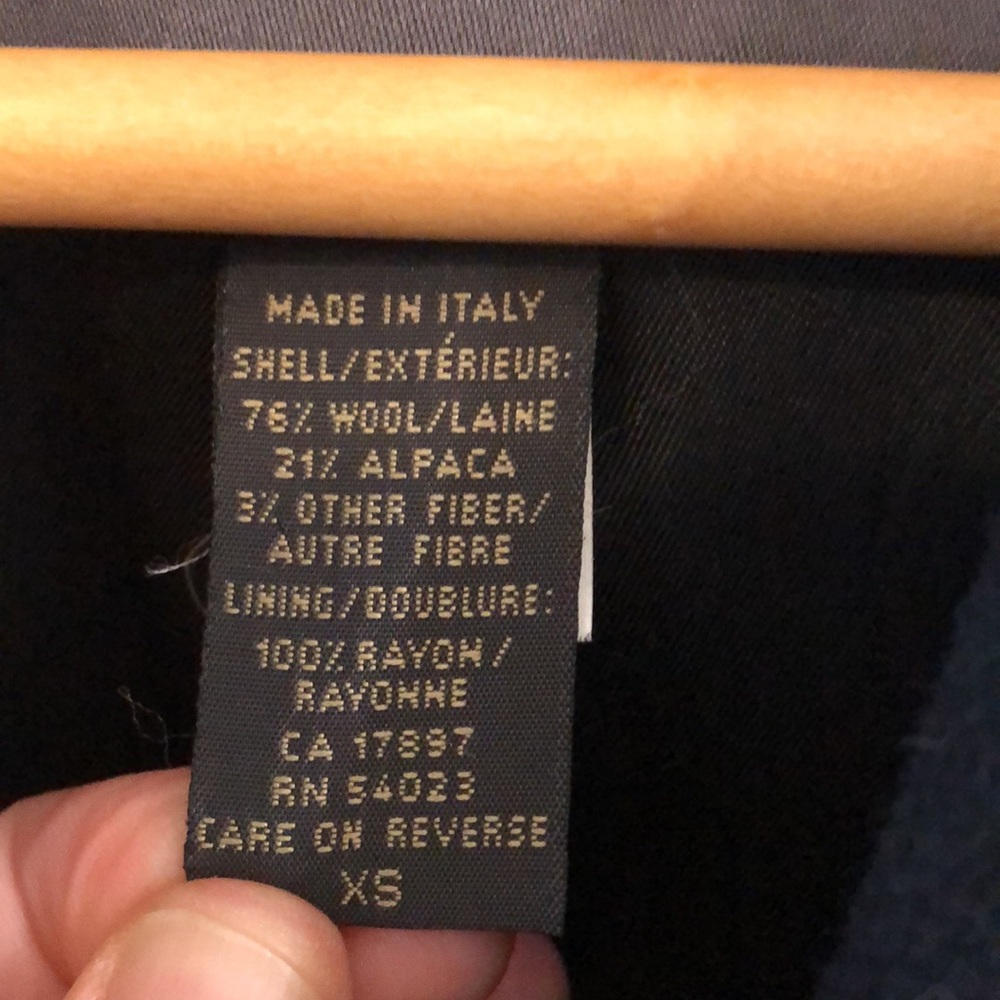 MADE IN ITALY
SHELL/EXTÉRIEUR:
76% WOOL/LAINE
21% ALPACA
3% OTHER FIBER/
AUTRE FIBRE
LINING/DOUBLURE:
100% RAYON/
RAYONNE
CA 17897
RN 54023
CARE ON REVERSE
XS